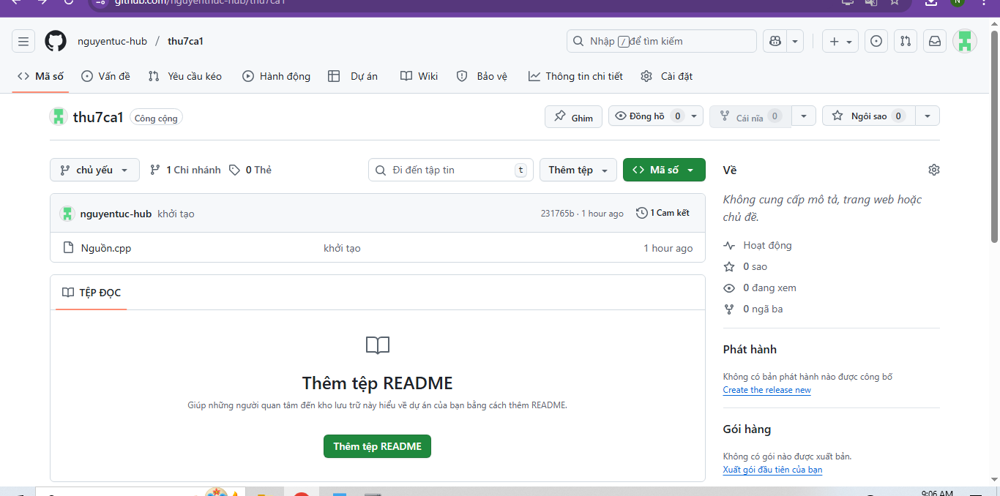 github.com/nguyentruc-hub/thu7ca1
N
nguyentuc-hub / thu7ca1
Nhập / để tìm kiếm
Mã số
Vấn đề
Yêu cầu kéo
Hành động
Dự án
Wiki
Bảo vệ
Thông tin chi tiết
Cài đặt
thu7ca1 Công cộng
Ghim
Đồng hồ 0
Cái nĩa 0
Ngôi sao 0
chủ yếu
1 Chi nhánh
0 Thẻ
Đi đến tập tin t
Thêm tệp
Mã số
nguyentuc-hub khởi tạo
231765b · 1 hour ago
1 Cam kết
Nguồn.cpp
khởi tạo
1 hour ago
TỆP ĐỌC
Thêm tệp README
Giúp những người quan tâm đến kho lưu trữ này hiểu về dự án của bạn bằng cách thêm README.
Thêm tệp README
Về
Không cung cấp mô tả, trang web hoặc
chủ đề.
Hoạt động
0 sao
0 đang xem
0 ngã ba
Phát hành
Không có bản phát hành nào được công bố
Create the release new
Gói hàng
Không có gói nào được xuất bản.
Xuất gói đầu tiên của bạn
9:06 AM